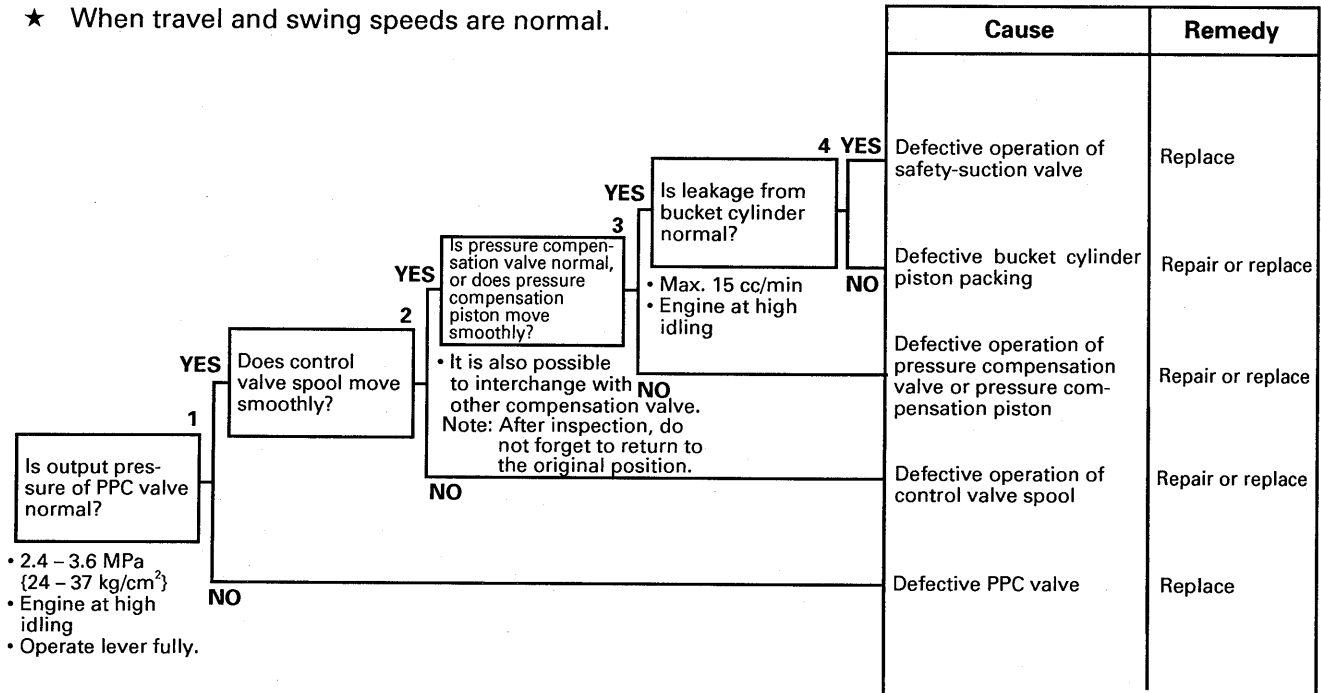 ★ When travel and swing speeds are normal.
Cause
Remedy
1
Is output pres-
sure of PPC valve
normal?
• 2.4 – 3.6 MPa
{24 – 37 kg/cm²}
• Engine at high
idling
• Operate lever fully.
YES
NO
2
Does control
valve spool move
smoothly?
YES
NO
3
Is pressure compen-
sation valve normal,
or does pressure
compensation
piston move
smoothly?
• It is also possible
to interchange with
other compensation valve.
Note: After inspection, do
not forget to return to
the original position.
YES
NO
4
Is leakage from
bucket cylinder
normal?
• Max. 15 cc/min
• Engine at high
idling
YES
NO
Defective operation of
safety-suction valve
Replace
Defective bucket cylinder
piston packing
Repair or replace
Defective operation of
pressure compensation
valve or pressure com-
pensation piston
Repair or replace
Defective operation of
control valve spool
Repair or replace
Defective PPC valve
Replace